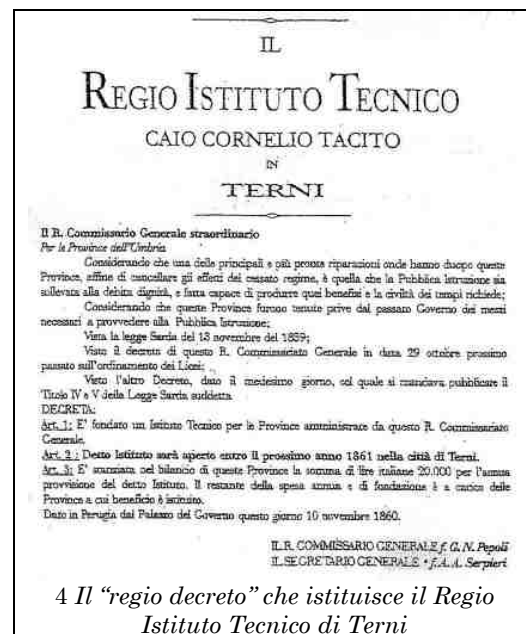 IL
REGIO ISTITUTO TECNICO
CAIO CORNELIO TACITO
IN
TERNI
Il R. Commissario Generale straordinario
Per le Province dell'Umbria
Considerando che una delle principali e più pronte riparazioni onde hanno duopo queste
Province, affine di cancellare gli effetti del cessato regime, è quella che la Pubblica Istruzione sia
sollevata alla debita dignità, e fatta capace di produrre quei benefizi e la civiltà dei tempi richiede;
Considerando che queste Province furono tenute prive dal passato Governo dei mezzi
necessari a provvedere alla Pubblica Istruzione;
Vista la legge Sarda del 13 novembre del 1859;
Visto il decreto di questo R. Commissariato Generale in data 29 ottobre prossimo
passato sull'ordinamento dei Licei;
Visto l'altro Decreto, dato il medesimo giorno, col quale si mandava pubblicare il
Titolo IV e V della Legge Sarda suddetta
DECRETA:
Art. 1: E' fondato un Istituto Tecnico per le Province amministrate da questo R. Commissariato
Generale.
Art. 2 : Detto Istituto sarà aperto entro il prossimo anno 1861 nella città di Terni.
Art. 3: E' stanziata nel bilancio di queste Province la somma di lire italiane 20.000 per l'annua
provvisione del detto Istituto. Il restante della spesa annua e di fondazione è a carico delle
Province a cui beneficio è istituito.
Dato in Perugia dal Palazzo del Governo questo giorno 10 novembre 1860.
IL R. COMMISSARIO GENERALE f. G. N. Pepoli
IL SEGRETARIO GENERALE f. A. A. Serpieri
4 Il “regio decreto” che istituisce il Regio
Istituto Tecnico di Terni